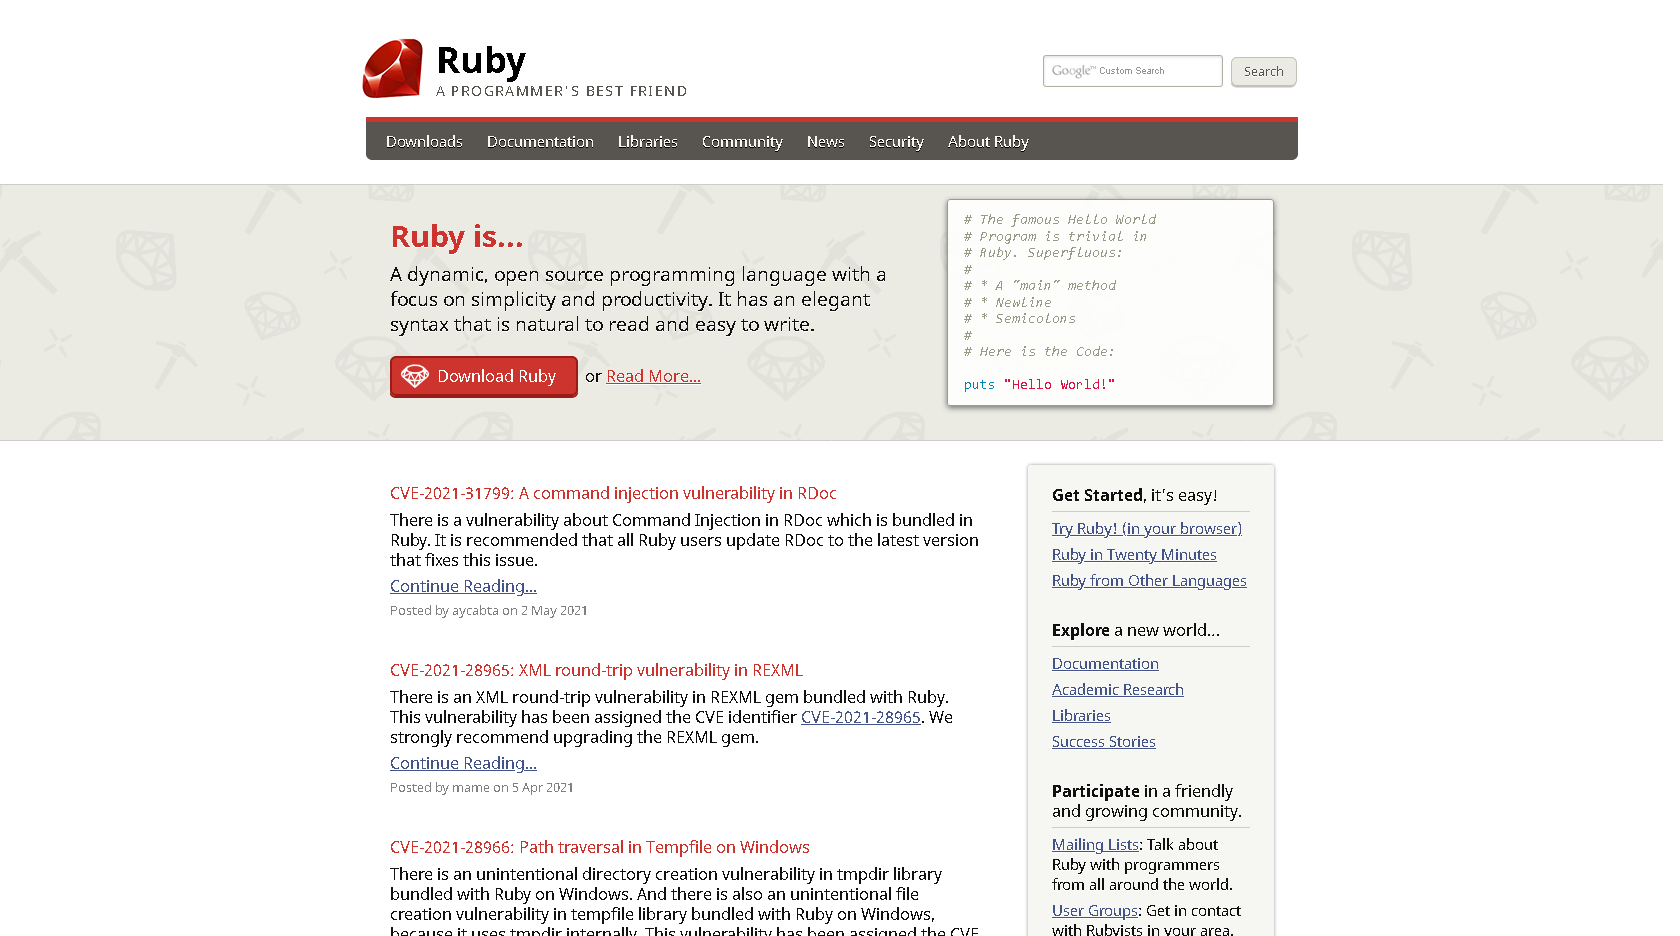 Ruby
A PROGRAMMER'S BEST FRIEND
Google™ Custom Search
Search
Downloads Documentation Libraries Community News Security About Ruby
Ruby is...
A dynamic, open source programming language with a
focus on simplicity and productivity. It has an elegant
syntax that is natural to read and easy to write.
Download Ruby or Read More...
# The famous Hello World
# Program is trivial in
# Ruby. Superfluous:
#
# * A "main" method
# * Newline
# * Semicolons
#
# Here is the Code:
puts "Hello World!"
CVE-2021-31799: A command injection vulnerability in RDoc
There is a vulnerability about Command Injection in RDoc which is bundled in
Ruby. It is recommended that all Ruby users update RDoc to the latest version
that fixes this issue.
Continue Reading...
Posted by aycabta on 2 May 2021
CVE-2021-28965: XML round-trip vulnerability in REXML
There is an XML round-trip vulnerability in REXML gem bundled with Ruby.
This vulnerability has been assigned the CVE identifier CVE-2021-28965. We
strongly recommend upgrading the REXML gem.
Continue Reading...
Posted by mame on 5 Apr 2021
CVE-2021-28966: Path traversal in Tempfile on Windows
There is an unintentional directory creation vulnerability in tmpdir library
bundled with Ruby on Windows. And there is also an unintentional file
creation vulnerability in tempfile library bundled with Ruby on Windows,
because it uses tmpdir internally. This vulnerability has been assigned the CVE
Get Started, it's easy!
Try Ruby! (in your browser)
Ruby in Twenty Minutes
Ruby from Other Languages
Explore a new world...
Documentation
Academic Research
Libraries
Success Stories
Participate in a friendly
and growing community.
Mailing Lists: Talk about
Ruby with programmers
from all around the world.
User Groups: Get in contact
with Rubyists in your area.